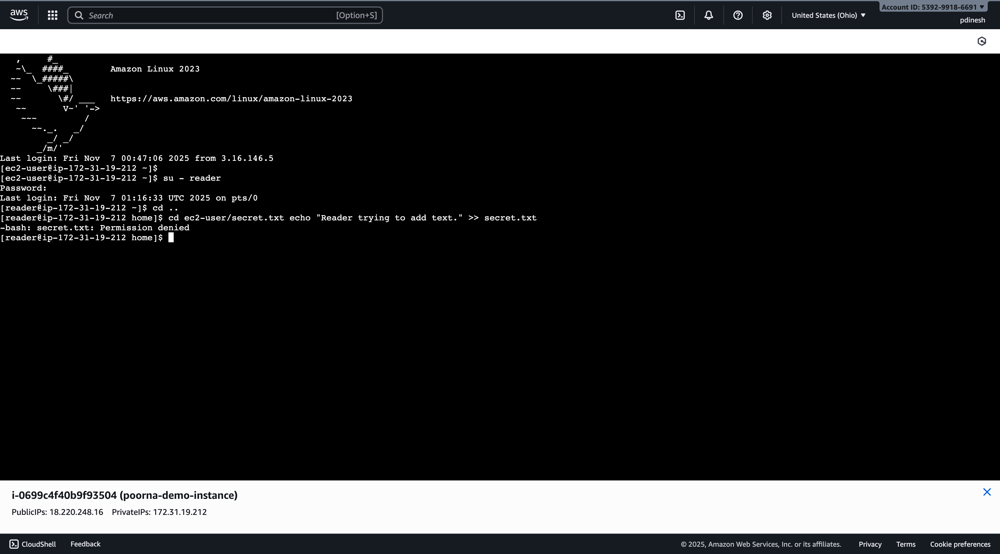 aws
Search [Option+S]
United States (Ohio)
Account ID: 5392-9918-6691
pdinesh
   ,     #_
   ~\_  ####_        Amazon Linux 2023
  ~~  \_#####\
  ~~     \###|
  ~~       \#/ ___   https://aws.amazon.com/linux/amazon-linux-2023
   ~~       V~' '->
    ~~~         /
      ~~._.   _/
         _/ _/
       _/m/'
Last login: Fri Nov  7 00:47:06 2025 from 3.16.146.5
[ec2-user@ip-172-31-19-212 ~]$
[ec2-user@ip-172-31-19-212 ~]$ su - reader
Password:
Last login: Fri Nov  7 01:16:33 UTC 2025 on pts/0
[reader@ip-172-31-19-212 ~]$ cd ..
[reader@ip-172-31-19-212 home]$ cd ec2-user/secret.txt echo "Reader trying to add text." >> secret.txt
-bash: secret.txt: Permission denied
[reader@ip-172-31-19-212 home]$
i-0699c4f40b9f93504 (poorna-demo-instance)
PublicIPs: 18.220.248.16 PrivateIPs: 172.31.19.212
CloudShell Feedback © 2025, Amazon Web Services, Inc. or its affiliates. Privacy Terms Cookie preferences